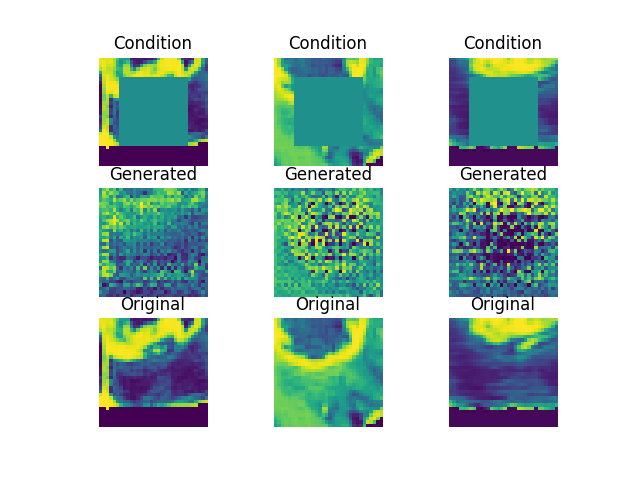 Condition Condition Condition
Generated Generated Generated
Original Original Original